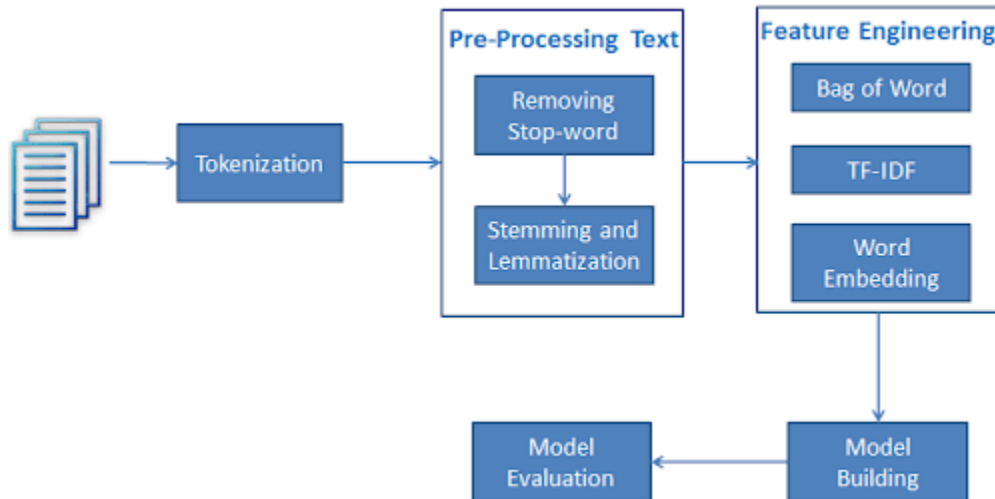 Pre-Processing Text
Feature Engineering
Removing
Stop-word
Bag of Word
Tokenization
TF-IDF
Stemming and
Lemmatization
Word
Embedding
Model
Evaluation
Model
Building